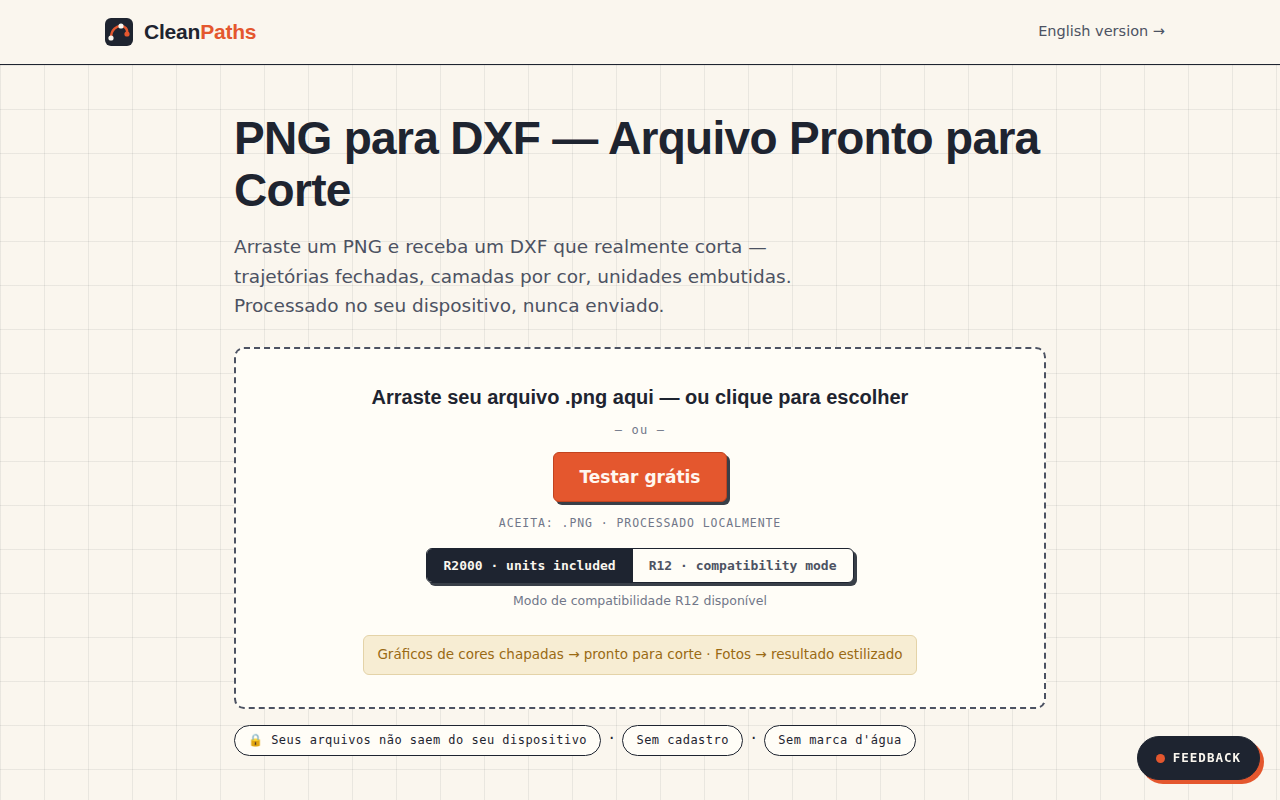 CleanPaths
English version →
PNG para DXF — Arquivo Pronto para
Corte
Arraste um PNG e receba um DXF que realmente corta —
trajetórias fechadas, camadas por cor, unidades embutidas.
Processado no seu dispositivo, nunca enviado.
Arraste seu arquivo .png aqui — ou clique para escolher
— ou —
Testar grátis
ACEITA: .PNG · PROCESSADO LOCALMENTE
R2000 · units included
R12 · compatibility mode
Modo de compatibilidade R12 disponível
Gráficos de cores chapadas → pronto para corte · Fotos → resultado estilizado
🔒 Seus arquivos não saem do seu dispositivo · Sem cadastro · Sem marca d'água
FEEDBACK